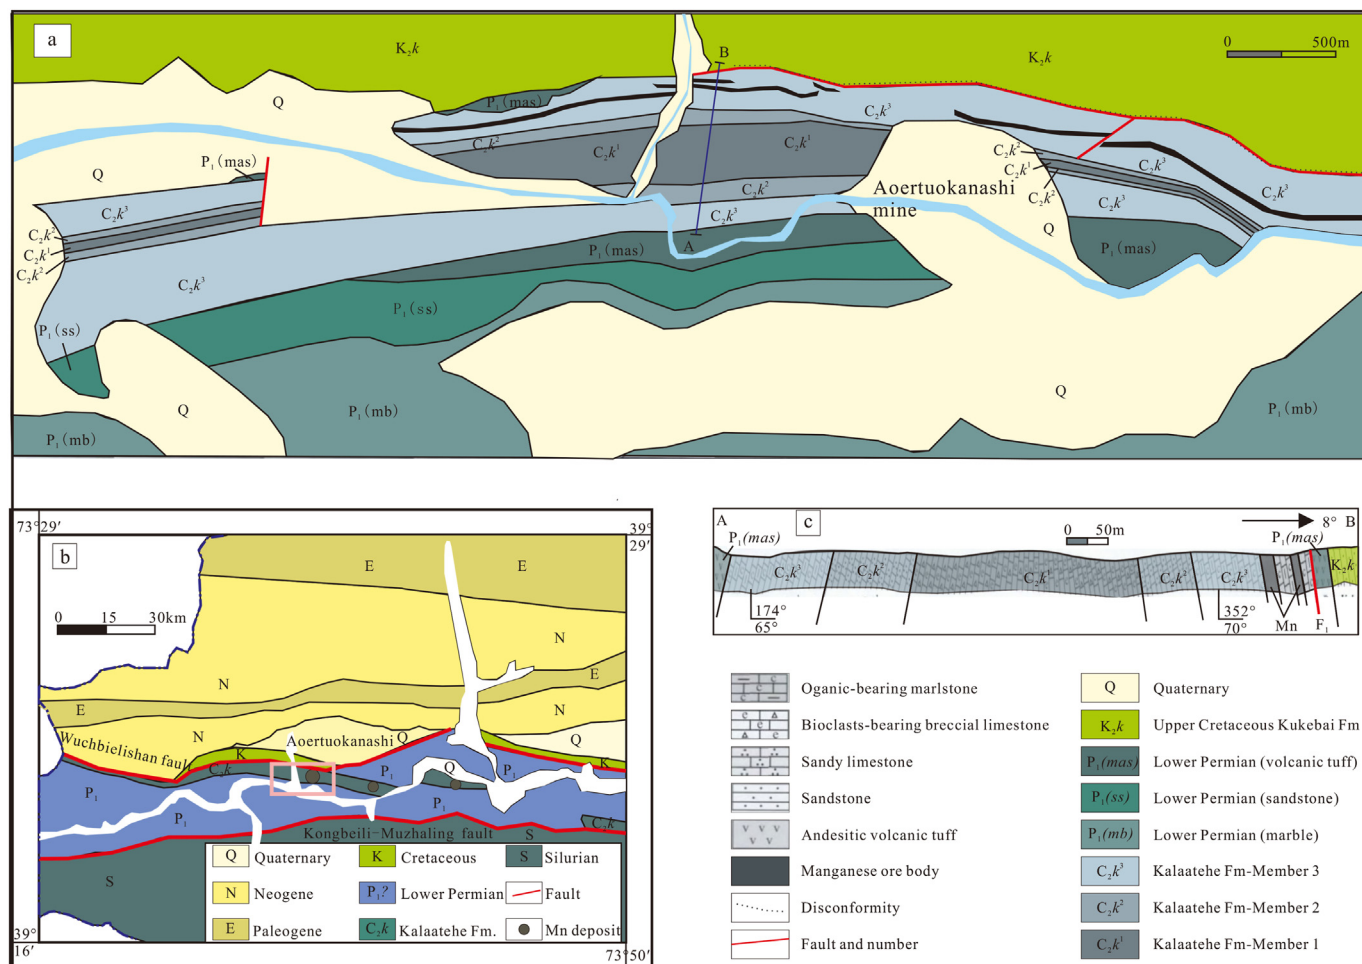 a
K₂k
B
K₂k
0 500m
Q
P₁(mas)
C₂k³
C₂k²
C₂k¹
C₂k¹
C₂k²
C₂k³
P₁(mas)
Q
C₂k³
C₂k²
C₂k¹
C₂k²
C₂k²
C₂k¹
C₂k²
C₂k³
C₂k³
C₂k³
Aoertuokanashi
mine
Q
A
P₁(mas)
P₁(mas)
C₂k³
P₁(ss)
P₁(ss)
Q
Q
P₁(mb)
P₁(mb)
P₁(mb)
73°29′
39°
29′
b
E
E
0 15 30km
N
N
E
E
N
N
Wuchbielishan fault
Aoertuokanashi
Q
Q
K
K
C₂k
P₁
P₁
P₁
P₁
Q
C₂k
Kongbeili-Muzhaling fault
S
S
39°
16′
73°50′
Q Quaternary
K Cretaceous
S Silurian
N Neogene
P₁? Lower Permian
Fault
E Paleogene
C₂k Kalaatehe Fm.
Mn deposit
A
c
0 50m
8° B
P₁(mas)
P₁(mas)
C₂k³
C₂k²
C₂k¹
C₂k²
C₂k³
K₂k
174°
65°
352°
70°
Mn
F₁
Oganic-bearing marlstone
Bioclasts-bearing breccial limestone
Sandy limestone
Sandstone
Andesitic volcanic tuff
Manganese ore body
Disconformity
Fault and number
Q Quaternary
K₂k Upper Cretaceous Kukebai Fm
P₁(mas) Lower Permian (volcanic tuff)
P₁(ss) Lower Permian (sandstone)
P₁(mb) Lower Permian (marble)
C₂k³ Kalaatehe Fm-Member 3
C₂k² Kalaatehe Fm-Member 2
C₂k¹ Kalaatehe Fm-Member 1